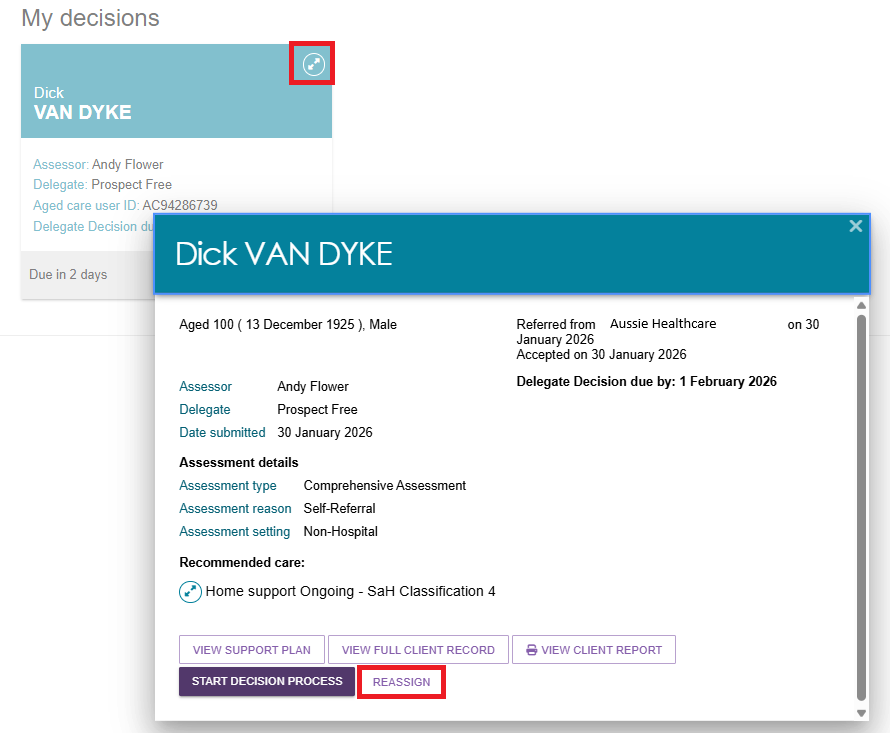 My decisions
Dick
VAN DYKE
Assessor: Andy Flower
Delegate: Prospect Free
Aged care user ID: AC94286739
Delegate Decision du
Due in 2 days
Dick VAN DYKE
Aged 100 ( 13 December 1925 ), Male
Referred from Aussie Healthcare on 30
January 2026
Accepted on 30 January 2026
Delegate Decision due by: 1 February 2026
Assessor Andy Flower
Delegate Prospect Free
Date submitted 30 January 2026
Assessment details
Assessment type Comprehensive Assessment
Assessment reason Self-Referral
Assessment setting Non-Hospital
Recommended care:
Home support Ongoing - SaH Classification 4
VIEW SUPPORT PLAN VIEW FULL CLIENT RECORD VIEW CLIENT REPORT
START DECISION PROCESS REASSIGN